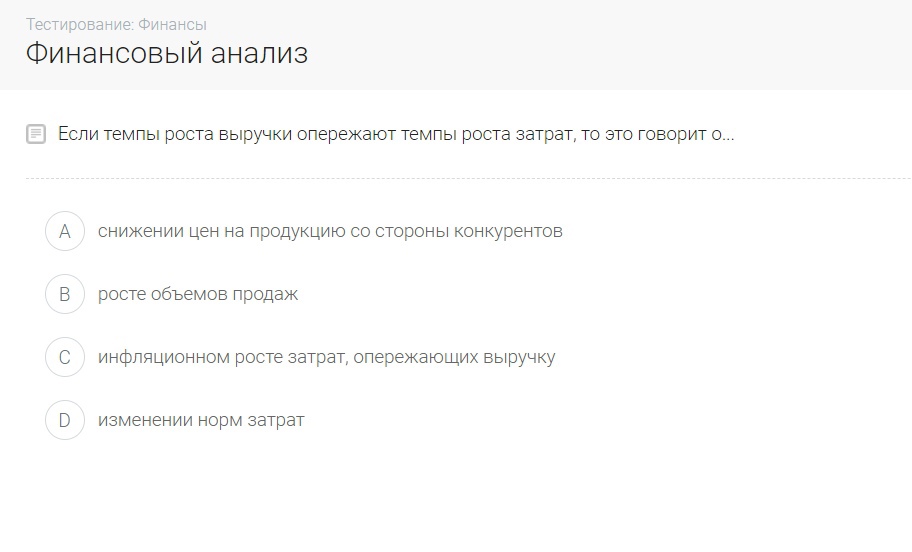 Тестирование: Финансы
Финансовый анализ
Если темпы роста выручки опережают темпы роста затрат, то это говорит о...
A снижении цен на продукцию со стороны конкурентов
B росте объемов продаж
C инфляционном росте затрат, опережающих выручку
D изменении норм затрат